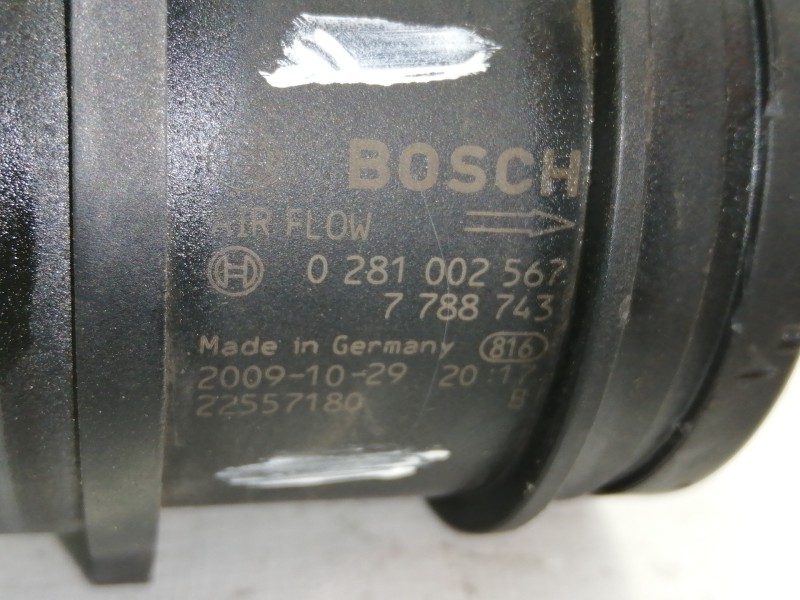 BOSCH
AIR FLOW
0 281 002 567
7 788 743
Made in Germany 816
2009-10-29 20:17
22557180 B